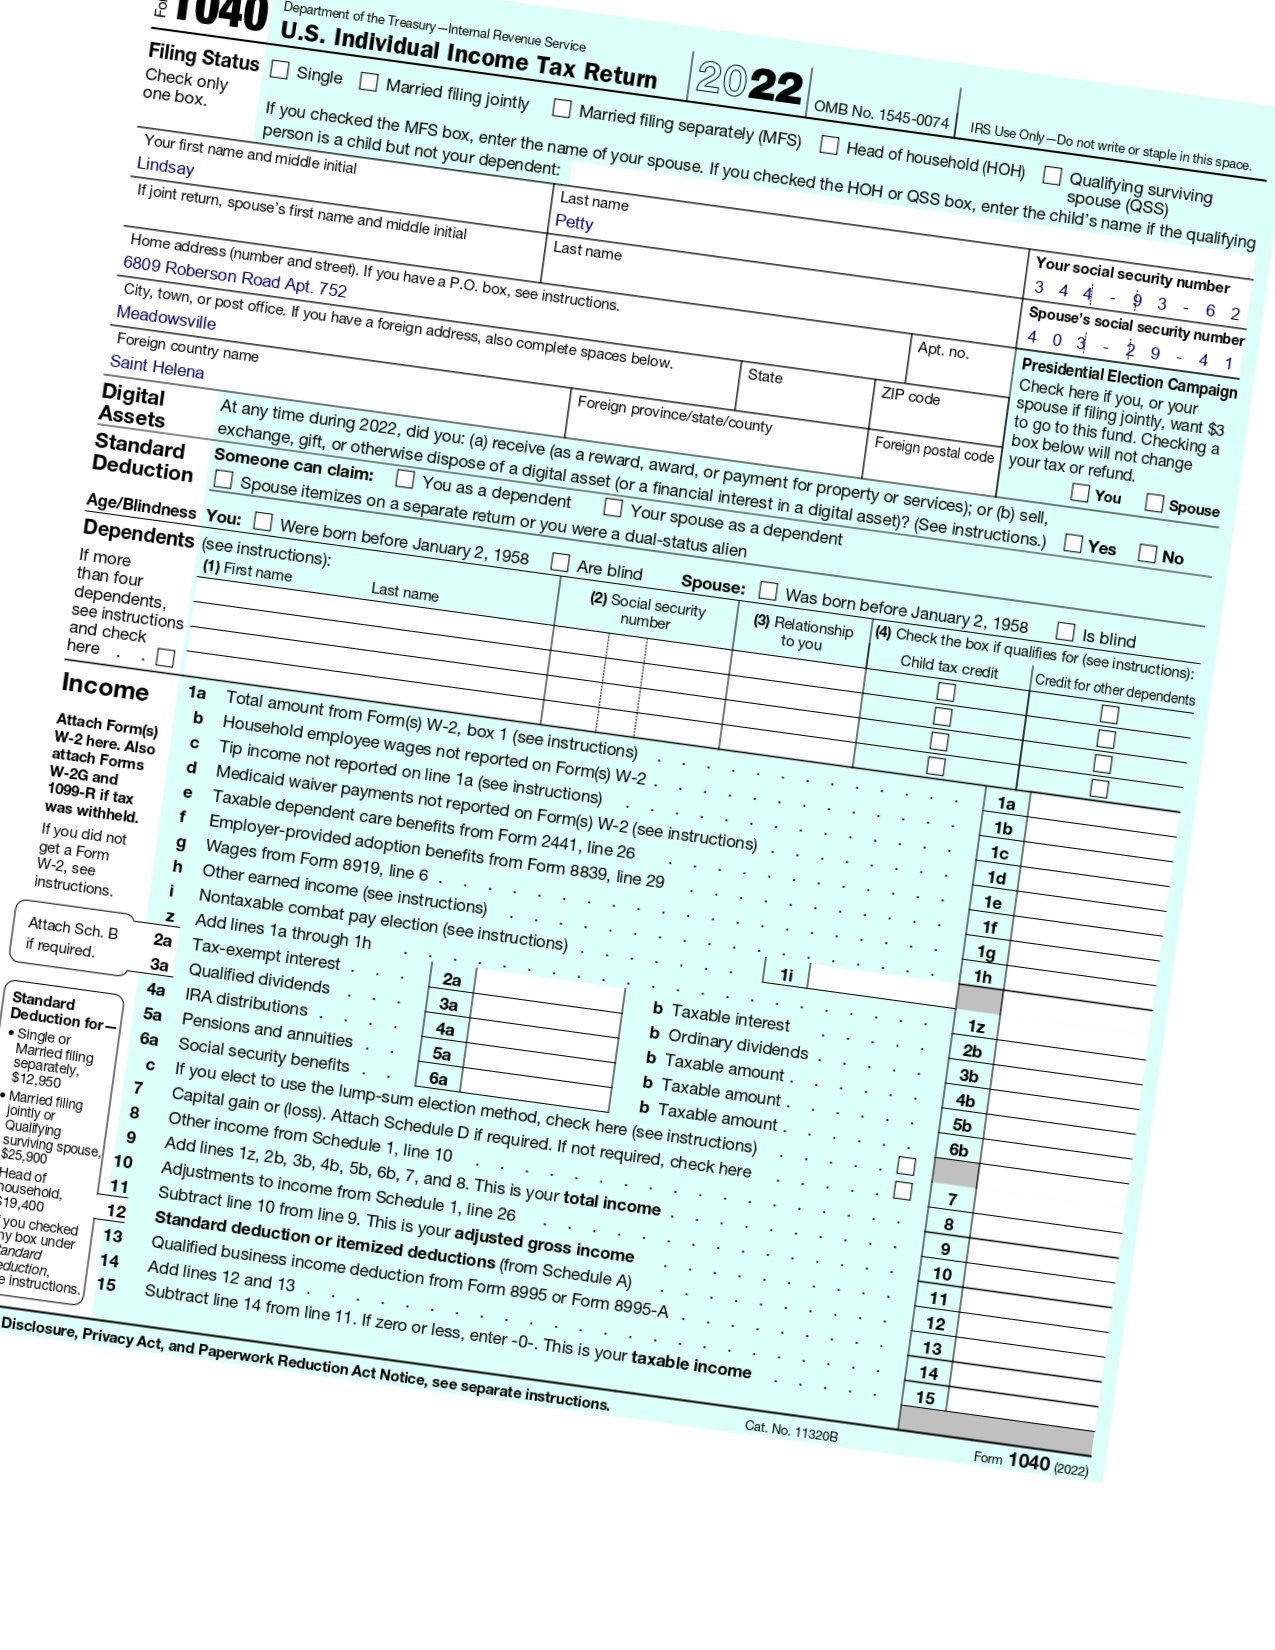 1040
Department of the Treasury—Internal Revenue Service
U.S. Individual Income Tax Return
2022
OMB No. 1545-0074
IRS Use Only—Do not write or staple in this space.
Filing Status
Check only
one box.
Single
Married filing jointly
Married filing separately (MFS)
Head of household (HOH)
Qualifying surviving
spouse (QSS)
If you checked the MFS box, enter the name of your spouse. If you checked the HOH or QSS box, enter the child's name if the qualifying
person is a child but not your dependent:
Your first name and middle initial
Lindsay
Last name
Petty
Your social security number
3 4 4 - 9 3 - 6 2
If joint return, spouse's first name and middle initial
Last name
Spouse's social security number
4 0 3 - 2 9 - 4 1
Home address (number and street). If you have a P.O. box, see instructions.
6809 Roberson Road Apt. 752
Apt. no.
City, town, or post office. If you have a foreign address, also complete spaces below.
Meadowsville
State
ZIP code
Foreign country name
Saint Helena
Foreign province/state/county
Foreign postal code
Presidential Election Campaign
Check here if you, or your
spouse if filing jointly, want $3
to go to this fund. Checking a
box below will not change
your tax or refund.
You Spouse
Digital
Assets
At any time during 2022, did you: (a) receive (as a reward, award, or payment for property or services); or (b) sell,
exchange, gift, or otherwise dispose of a digital asset (or a financial interest in a digital asset)? (See instructions.)
Yes No
Standard
Deduction
Someone can claim: You as a dependent Your spouse as a dependent
Spouse itemizes on a separate return or you were a dual-status alien
Age/Blindness You: Were born before January 2, 1958 Are blind Spouse: Was born before January 2, 1958 Is blind
Dependents (see instructions):
If more
than four
dependents,
see instructions
and check
here . .
(1) First name Last name
(2) Social security
number
(3) Relationship
to you
(4) Check the box if qualifies for (see instructions):
Child tax credit Credit for other dependents
Income
Attach Form(s)
W-2 here. Also
attach Forms
W-2G and
1099-R if tax
was withheld.
If you did not
get a Form
W-2, see
instructions.
1a Total amount from Form(s) W-2, box 1 (see instructions) 1a
b Household employee wages not reported on Form(s) W-2 1b
c Tip income not reported on line 1a (see instructions) 1c
d Medicaid waiver payments not reported on Form(s) W-2 (see instructions) 1d
e Taxable dependent care benefits from Form 2441, line 26 1e
f Employer-provided adoption benefits from Form 8839, line 29 1f
g Wages from Form 8919, line 6 1g
h Other earned income (see instructions) 1h
i Nontaxable combat pay election (see instructions) 1i
z Add lines 1a through 1h 1z
Attach Sch. B
if required.
2a Tax-exempt interest 2a b Taxable interest 2b
3a Qualified dividends 3a b Ordinary dividends 3b
4a IRA distributions 4a b Taxable amount 4b
5a Pensions and annuities 5a b Taxable amount 5b
6a Social security benefits 6a b Taxable amount 6b
c If you elect to use the lump-sum election method, check here (see instructions)
7 Capital gain or (loss). Attach Schedule D if required. If not required, check here 7
8 Other income from Schedule 1, line 10 8
9 Add lines 1z, 2b, 3b, 4b, 5b, 6b, 7, and 8. This is your total income 9
10 Adjustments to income from Schedule 1, line 26 10
11 Subtract line 10 from line 9. This is your adjusted gross income 11
12 Standard deduction or itemized deductions (from Schedule A) 12
13 Qualified business income deduction from Form 8995 or Form 8995-A 13
14 Add lines 12 and 13 14
15 Subtract line 14 from line 11. If zero or less, enter -0-. This is your taxable income 15
Standard
Deduction for—
• Single or
Married filing
separately,
$12,950
• Married filing
jointly or
Qualifying
surviving spouse,
$25,900
Head of
household,
$19,400
you checked
any box under
Standard
Deduction,
instructions.
Disclosure, Privacy Act, and Paperwork Reduction Act Notice, see separate instructions.
Cat. No. 11320B
Form 1040 (2022)